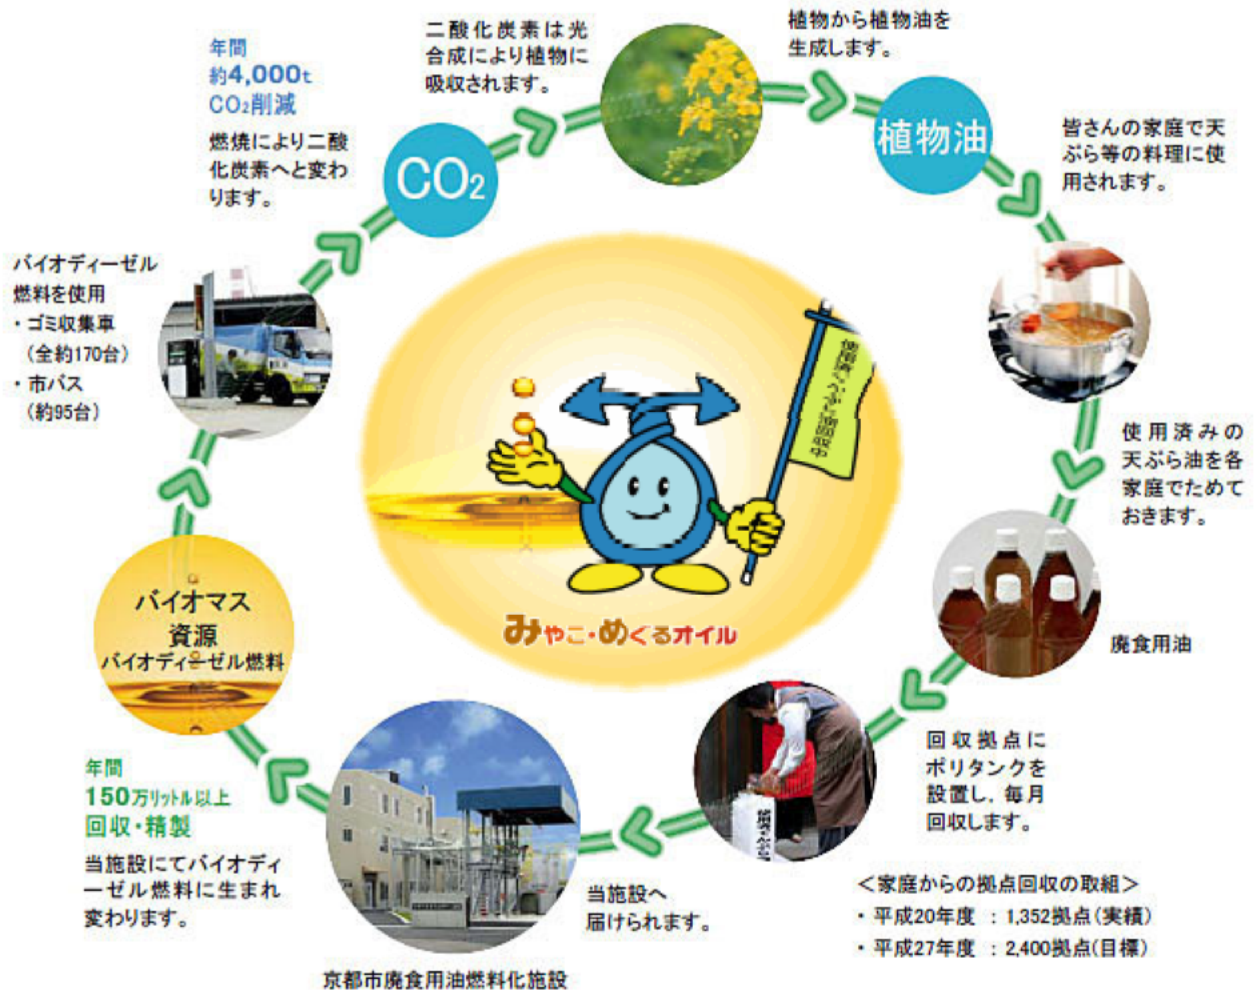 年間
約4,000t
CO₂削減
燃焼により二酸
化炭素へと変わ
ります。
二酸化炭素は光
合成により植物に
吸収されます。
植物から植物油を
生成します。
CO₂
植物油
皆さんの家庭で天
ぷら等の料理に使
用されます。
バイオディーゼル
燃料を使用
・ゴミ収集車
(全約170台)
・市バス
(約95台)
使用済みの
天ぷら油を各
家庭でためて
おきます。
廃食用油
みやこ・めぐるオイル
バイオマス
資源
バイオディーゼル燃料
回収拠点に
ポリタンクを
設置し、毎月
回収します。
年間
150万リットル以上
回収・精製
当施設にてバイオディ
ーゼル燃料に生まれ
変わります。
当施設へ
届けられます。
<家庭からの拠点回収の取組>
・平成20年度 : 1,352拠点(実績)
・平成27年度 : 2,400拠点(目標)
京都市廃食用油燃料化施設